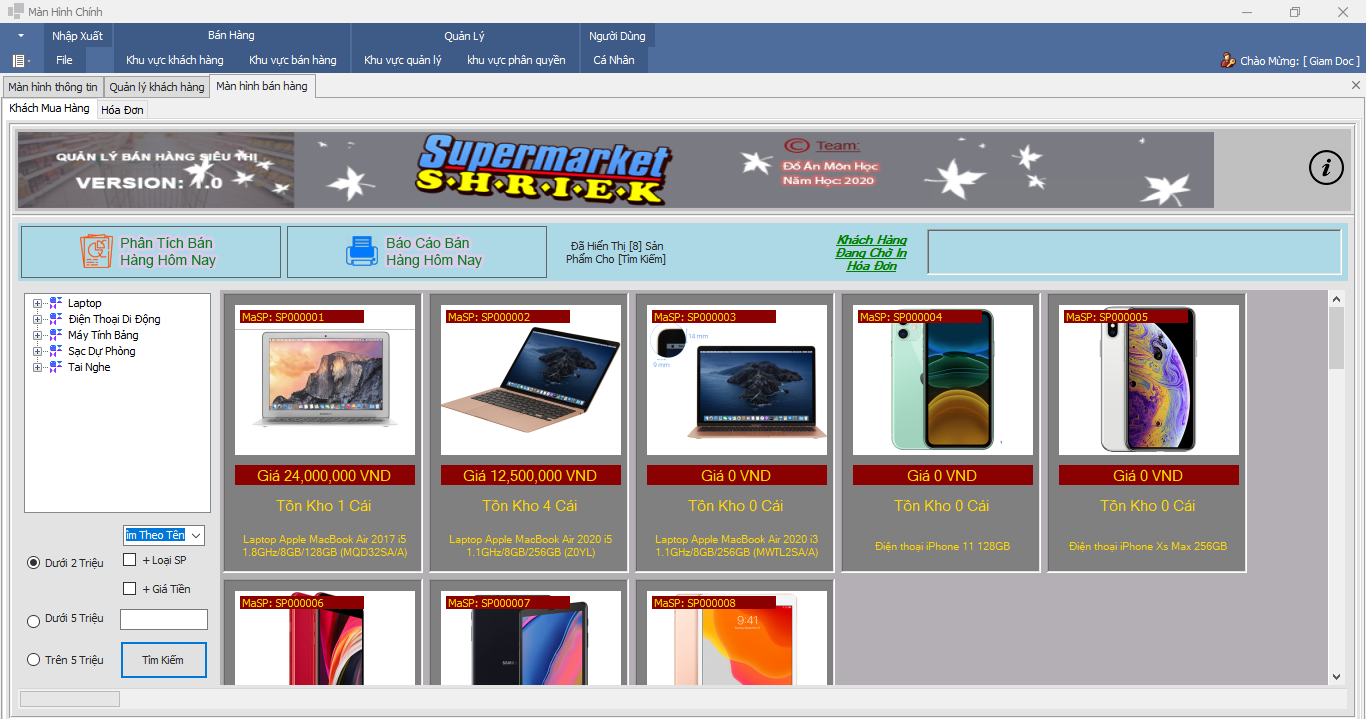 Màn Hình Chính
Nhập Xuất
Bán Hàng
Quản Lý
Người Dùng
File
Khu vực khách hàng
Khu vực bán hàng
Khu vực quản lý
khu vực phân quyền
Cá Nhân
Chào Mừng: [ Giam Doc ]
Màn hình thông tin
Quản lý khách hàng
Màn hình bán hàng
Khách Mua Hàng
Hóa Đơn
QUẢN LÝ BÁN HÀNG SIÊU THỊ
VERSION: 1.0
Supermarket
S·H·R·I·E·K
© Team:
Đồ Án Môn Học
Năm Học: 2020
Phân Tích Bán
Hàng Hôm Nay
Báo Cáo Bán
Hàng Hôm Nay
Đã Hiển Thị [8] Sản
Phẩm Cho [Tìm Kiếm]
Khách Hàng
Đang Chờ In
Hóa Đơn
Laptop
Điện Thoại Di Động
Máy Tính Bảng
Sạc Dự Phòng
Tai Nghe
ìm Theo Tên
Dưới 2 Triệu
+ Loại SP
+ Giá Tiền
Dưới 5 Triệu
Trên 5 Triệu
Tìm Kiếm
MaSP: SP000001
Giá 24,000,000 VND
Tồn Kho 1 Cái
Laptop Apple MacBook Air 2017 i5
1.8GHz/8GB/128GB (MQD32SA/A)
MaSP: SP000002
Giá 12,500,000 VND
Tồn Kho 4 Cái
Laptop Apple MacBook Air 2020 i5
1.1GHz/8GB/256GB (Z0YL)
MaSP: SP000003
14 mm
9 mm
Giá 0 VND
Tồn Kho 0 Cái
Laptop Apple MacBook Air 2020 i3
1.1GHz/8GB/256GB (MWTL2SA/A)
MaSP: SP000004
Giá 0 VND
Tồn Kho 0 Cái
Điện thoại iPhone 11 128GB
MaSP: SP000005
Giá 0 VND
Tồn Kho 0 Cái
Điện thoại iPhone Xs Max 256GB
MaSP: SP000006
MaSP: SP000007
SAMSU
MaSP: SP000008
9:41